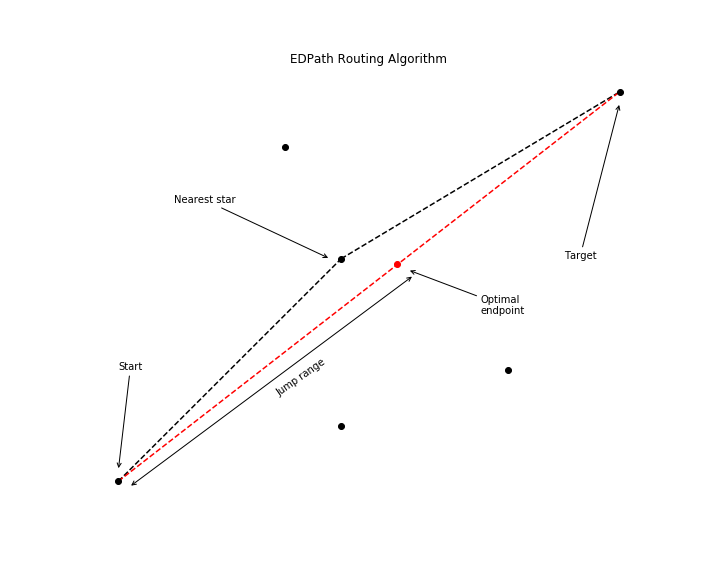 EDPath Routing Algorithm
Nearest star
Target
Optimal
endpoint
Start
Jump range